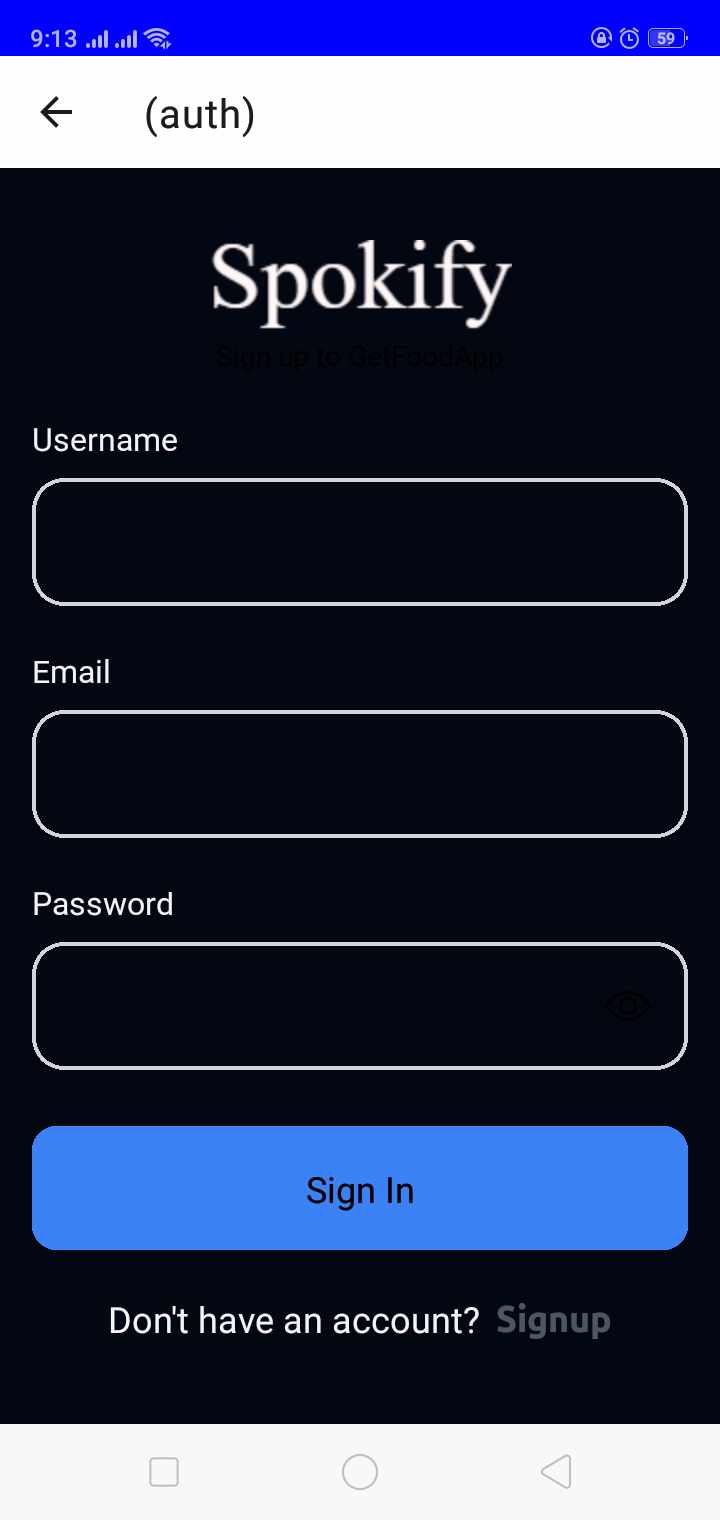 9:13
59
(auth)
Spokify
Sign up to GetFoodApp
Username
Email
Password
Sign In
Don't have an account? Signup